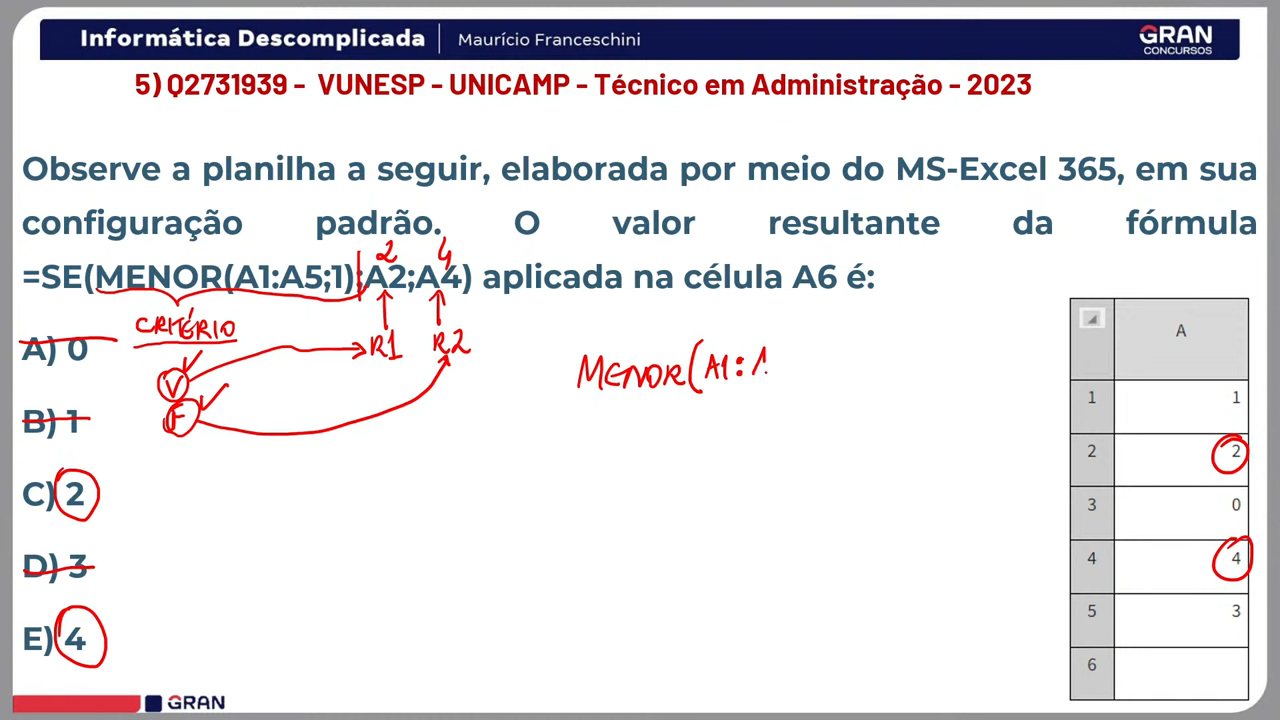 Informática Descomplicada | Maurício Franceschini
GRAN
CONCURSOS
5) Q2731939 - VUNESP - UNICAMP - Técnico em Administração - 2023
Observe a planilha a seguir, elaborada por meio do MS-Excel 365, em sua
configuração padrão. O valor resultante da fórmula
2 4
=SE(MENOR(A1:A5;1);A2;A4) aplicada na célula A6 é:
CRITÉRIO
R1 R2
V
F
MENOR(A1:
A) 0
B) 1
C) 2
D) 3
E) 4
A
1 1
2 2
3 0
4 4
5 3
6
GRAN